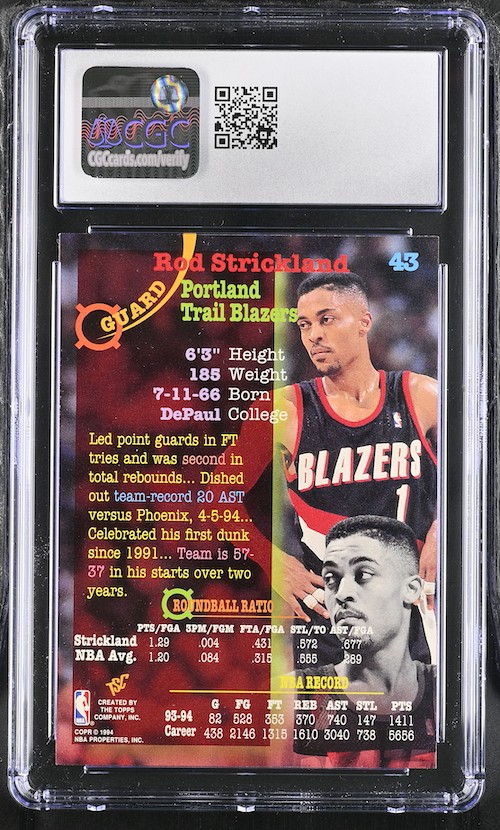 CGC
CGCcards.com/verify
Rod Strickland 43
GUARD
Portland
Trail Blazers
6'3" Height
185 Weight
7-11-66 Born
DePaul College
Led point guards in FT
tries and was second in
total rebounds... Dished
out team-record 20 AST
versus Phoenix, 4-5-94...
Celebrated his first dunk
since 1991... Team is 57-
37 in his starts over two
years.
BLAZERS
1
ROUNDBALL RATIO
PTS/FGA 3PM/FGM FTA/FGA STL/TO AST/FGA
Strickland 1.29 .004 .431 .572 .677
NBA Avg. 1.20 .084 .315 .555 .289
NBA RECORD
G FG FT REB AST STL PTS
93-94 82 528 353 370 740 147 1411
Career 438 2146 1315 1610 3040 738 5656
TSC
CREATED BY
THE TOPPS
COMPANY, INC.
NBA
COPR © 1994
NBA PROPERTIES, INC.